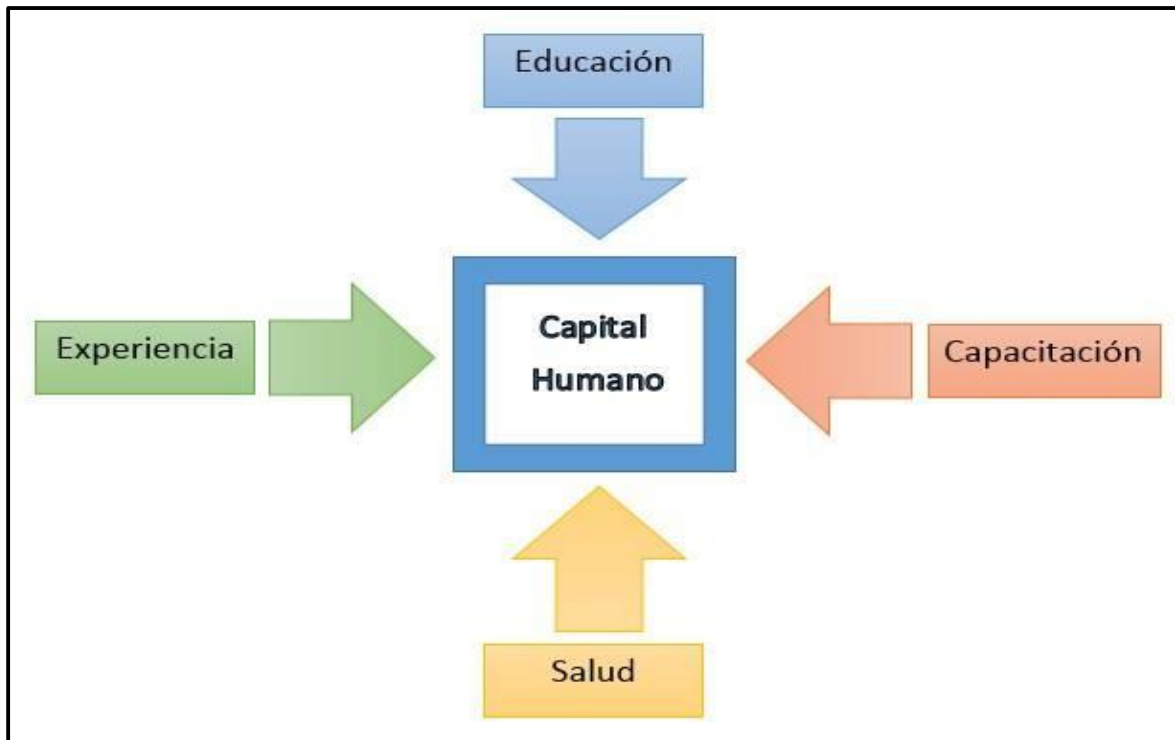 Educación
Experiencia
Capital
Humano
Capacitación
Salud